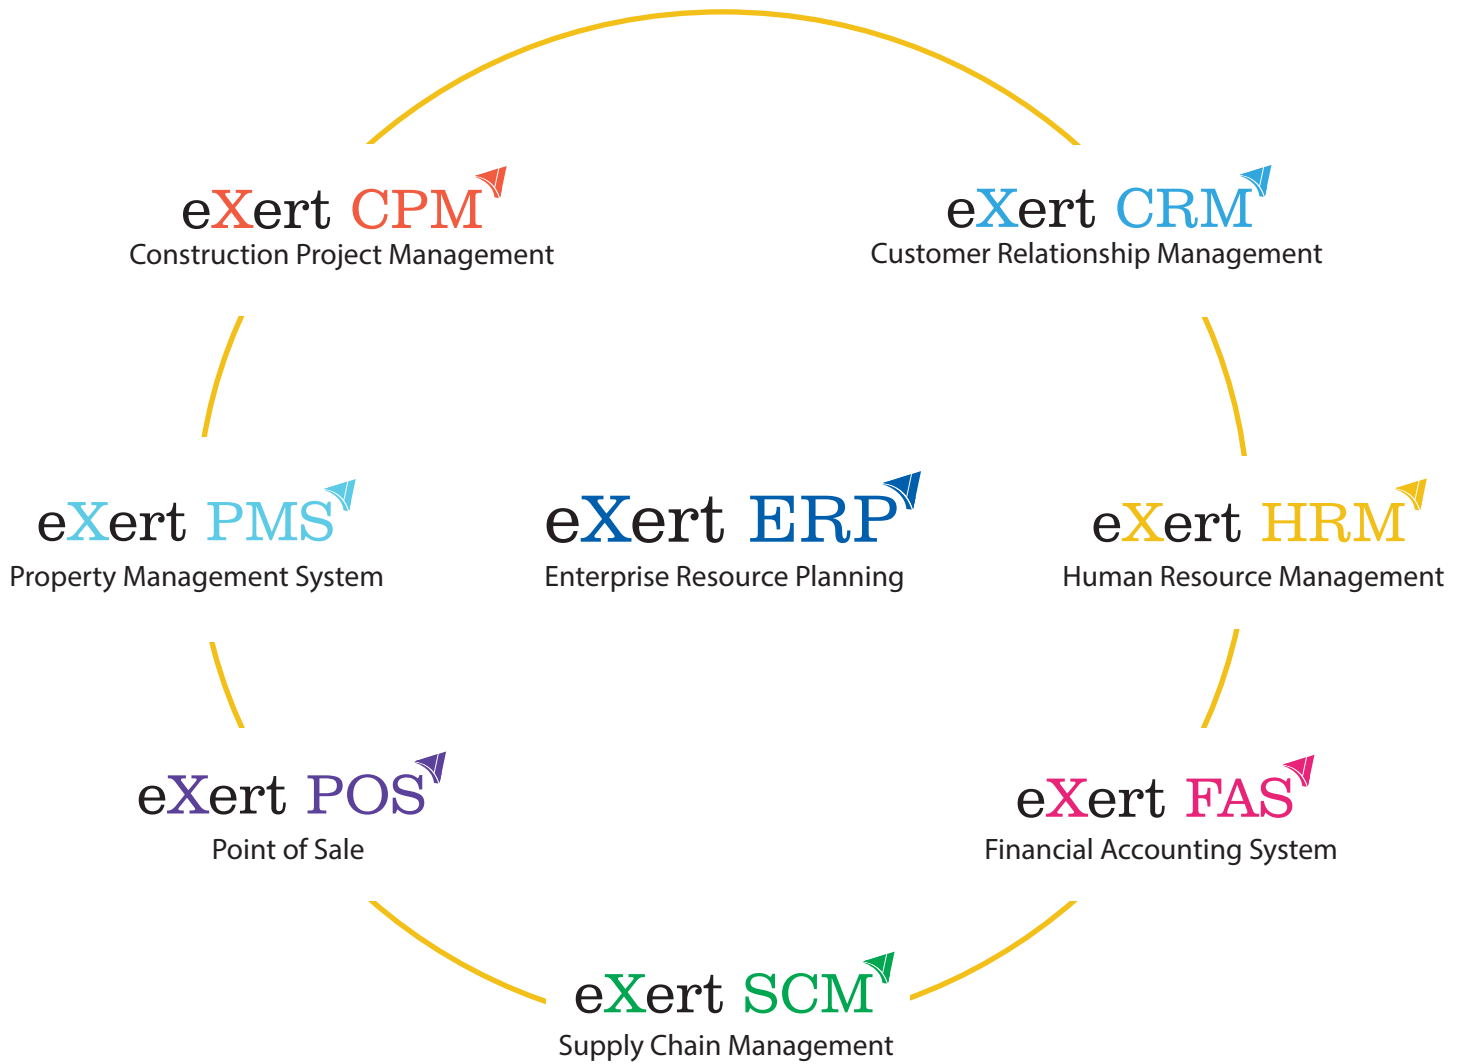 eXert CPM
Construction Project Management
eXert CRM
Customer Relationship Management
eXert PMS
Property Management System
eXert ERP
Enterprise Resource Planning
eXert HRM
Human Resource Management
eXert POS
Point of Sale
eXert FAS
Financial Accounting System
eXert SCM
Supply Chain Management